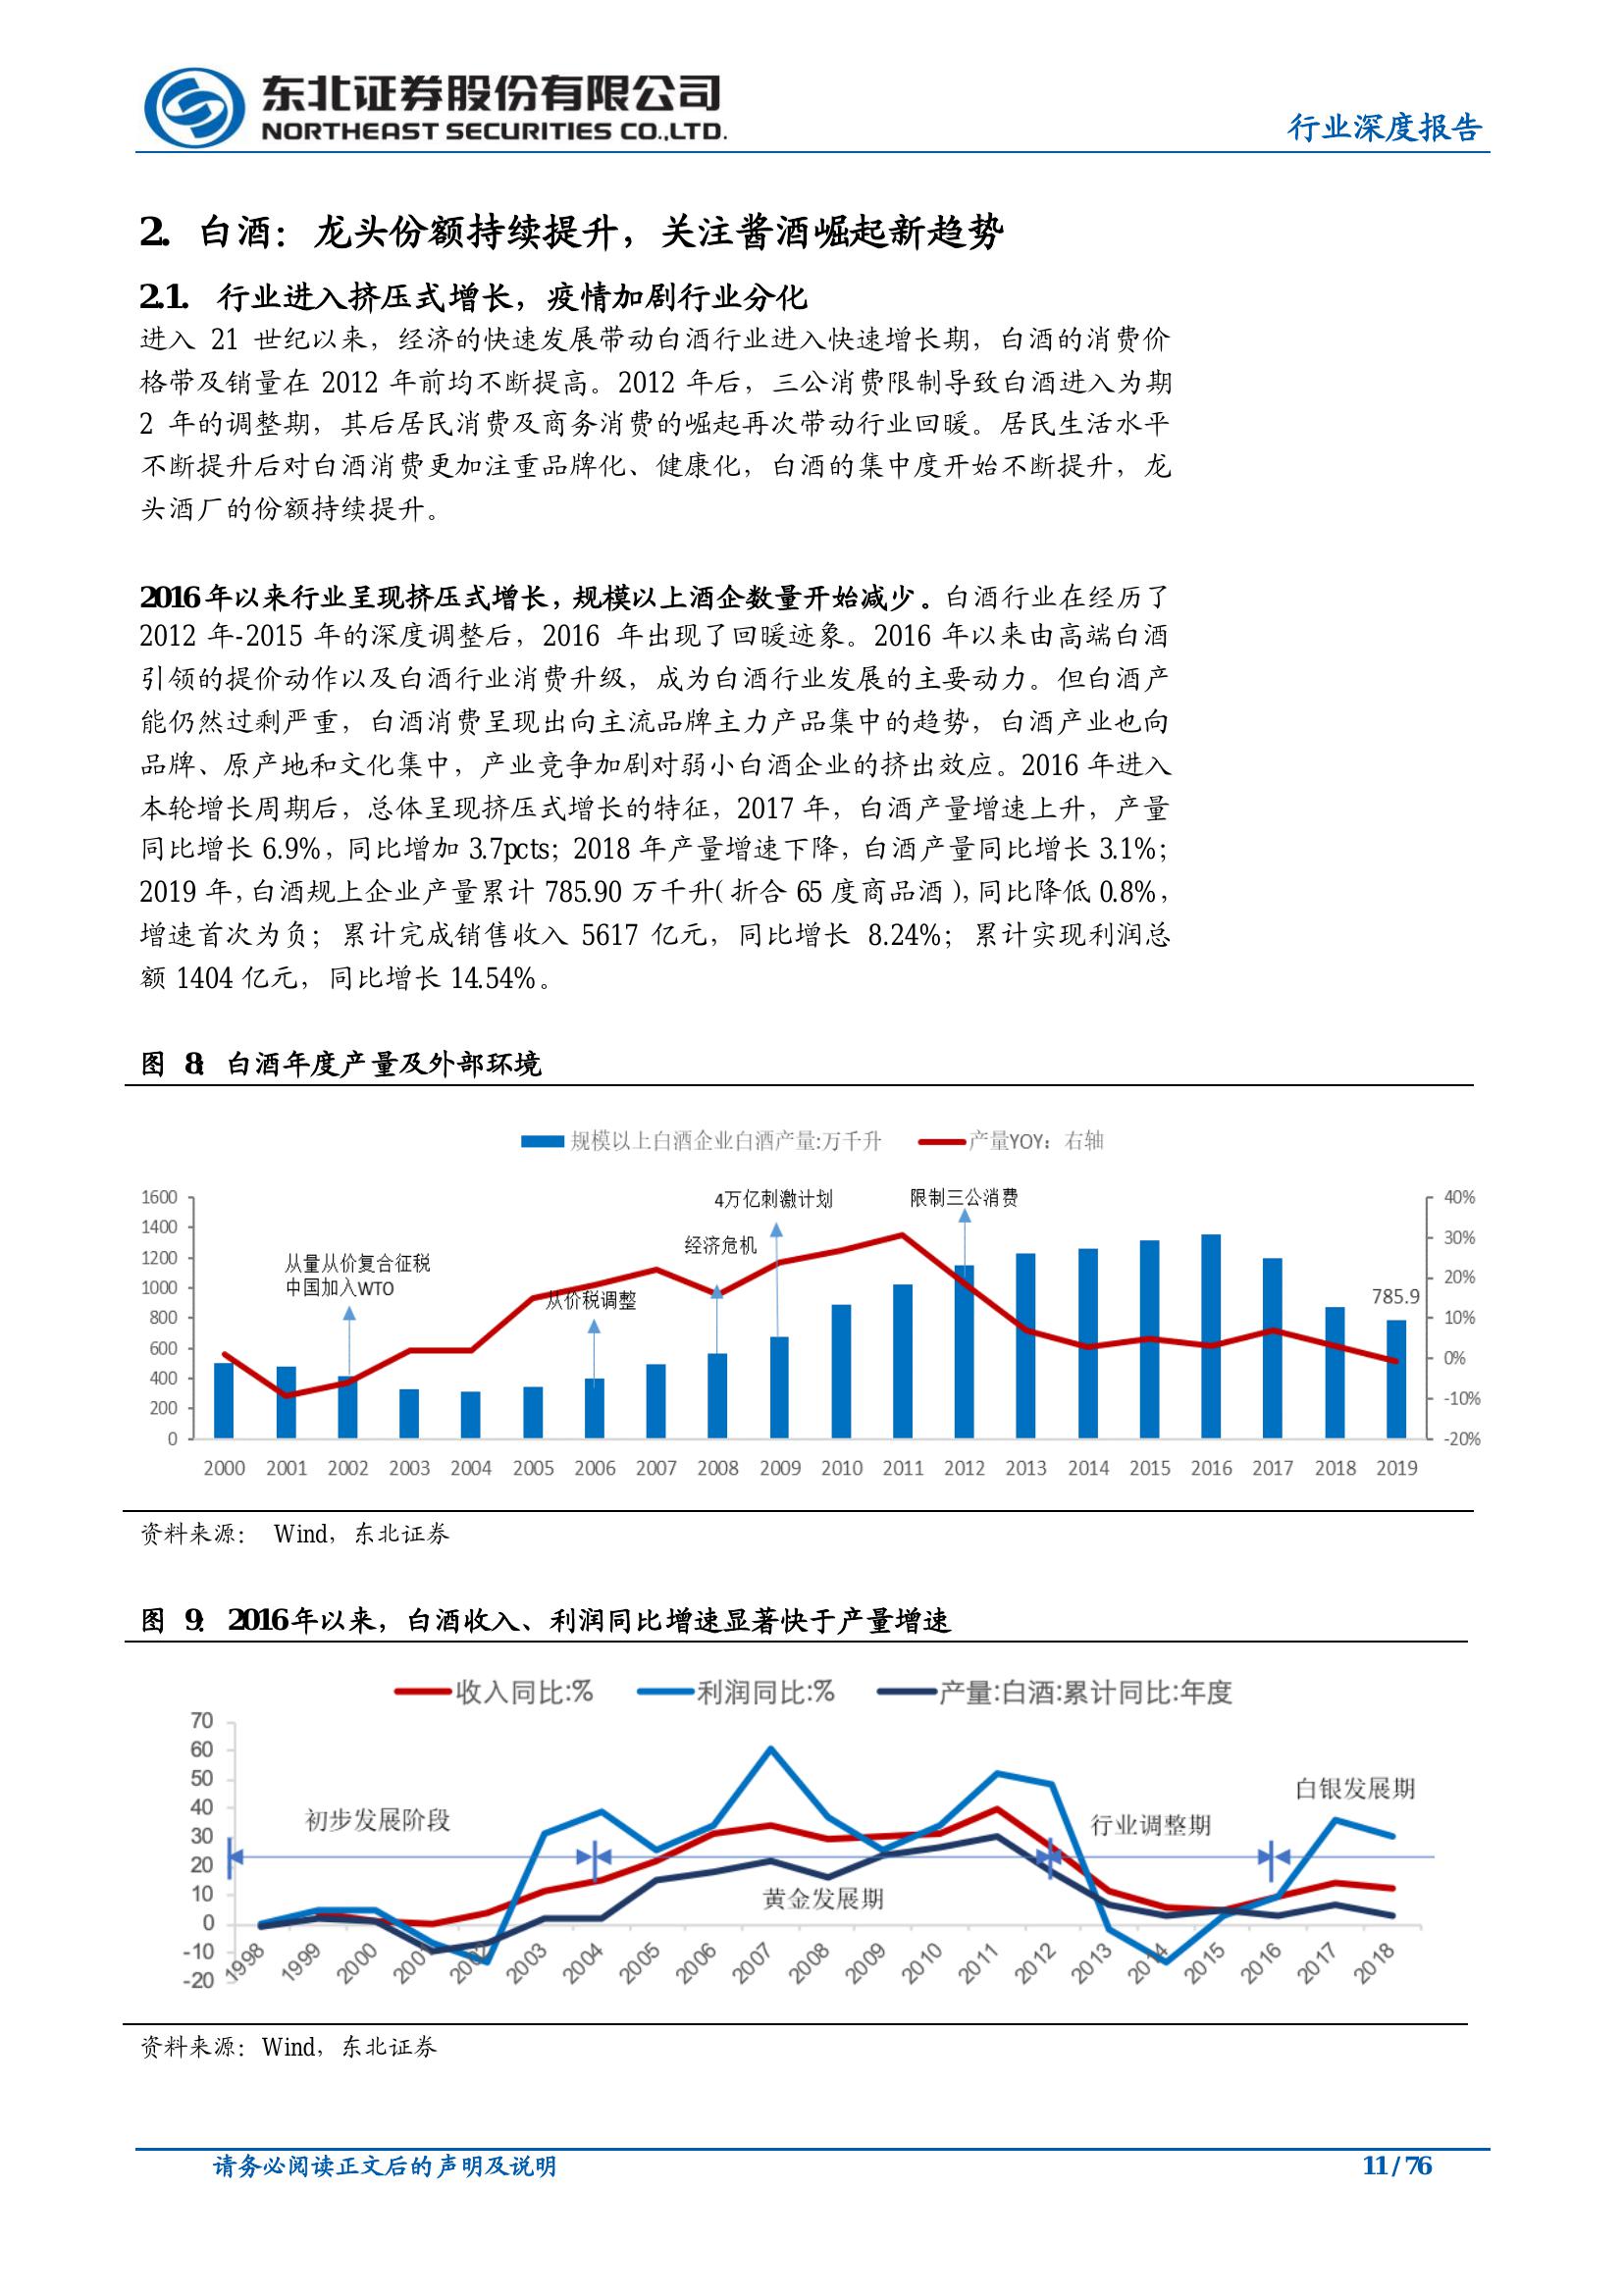 东北证券股份有限公司
NORTHEAST SECURITIES CO.,LTD.
行业深度报告
2. 白酒：龙头份额持续提升，关注酱酒崛起新趋势
2.1. 行业进入挤压式增长，疫情加剧行业分化
进入 21 世纪以来，经济的快速发展带动白酒行业进入快速增长期，白酒的消费价
格带及销量在 2012 年前均不断提高。2012 年后，三公消费限制导致白酒进入为期
2 年的调整期，其后居民消费及商务消费的崛起再次带动行业回暖。居民生活水平
不断提升后对白酒消费更加注重品牌化、健康化，白酒的集中度开始不断提升，龙
头酒厂的份额持续提升。
2016 年以来行业呈现挤压式增长，规模以上酒企数量开始减少。白酒行业在经历了
2012 年-2015 年的深度调整后，2016 年出现了回暖迹象。2016 年以来由高端白酒
引领的提价动作以及白酒行业消费升级，成为白酒行业发展的主要动力。但白酒产
能仍然过剩严重，白酒消费呈现出向主流品牌主力产品集中的趋势，白酒产业也向
品牌、原产地和文化集中，产业竞争加剧对弱小白酒企业的挤出效应。2016 年进入
本轮增长周期后，总体呈现挤压式增长的特征，2017 年，白酒产量增速上升，产量
同比增长 6.9%，同比增加 3.7pcts；2018 年产量增速下降，白酒产量同比增长 3.1%；
2019 年，白酒规上企业产量累计 785.90 万千升（折合 65 度商品酒），同比降低 0.8%，
增速首次为负；累计完成销售收入 5617 亿元，同比增长 8.24%；累计实现利润总
额 1404 亿元，同比增长 14.54%。
图 8：白酒年度产量及外部环境
规模以上白酒企业白酒产量:万千升 产量YOY：右轴
1600 1400 1200 1000 800 600 400 200 0
40% 30% 20% 10% 0% -10% -20%
从量从价复合征税
中国加入WTO
从价税调整
经济危机
4万亿刺激计划
限制三公消费
785.9
2000 2001 2002 2003 2004 2005 2006 2007 2008 2009 2010 2011 2012 2013 2014 2015 2016 2017 2018 2019
资料来源： Wind，东北证券
图 9：2016年以来，白酒收入、利润同比增速显著快于产量增速
收入同比:% 利润同比:% 产量:白酒:累计同比:年度
70 60 50 40 30 20 10 0 -10 -20
初步发展阶段
黄金发展期
行业调整期
白银发展期
1998 1999 2000 2001 2002 2003 2004 2005 2006 2007 2008 2009 2010 2011 2012 2013 2014 2015 2016 2017 2018
资料来源：Wind，东北证券
请务必阅读正文后的声明及说明
11 / 76